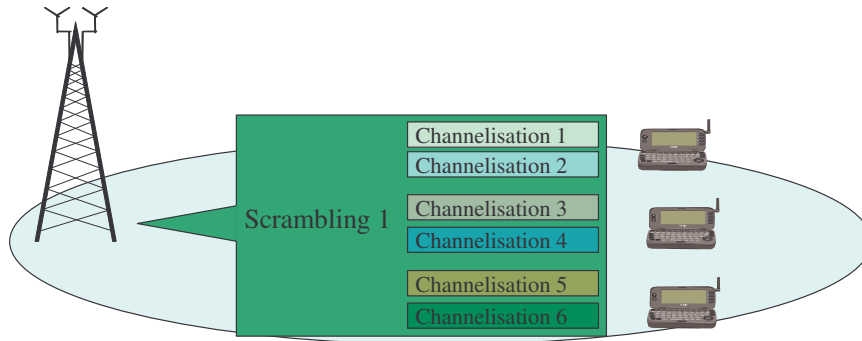 Channelisation 1
Channelisation 2
Scrambling 1
Channelisation 3
Channelisation 4
Channelisation 5
Channelisation 6